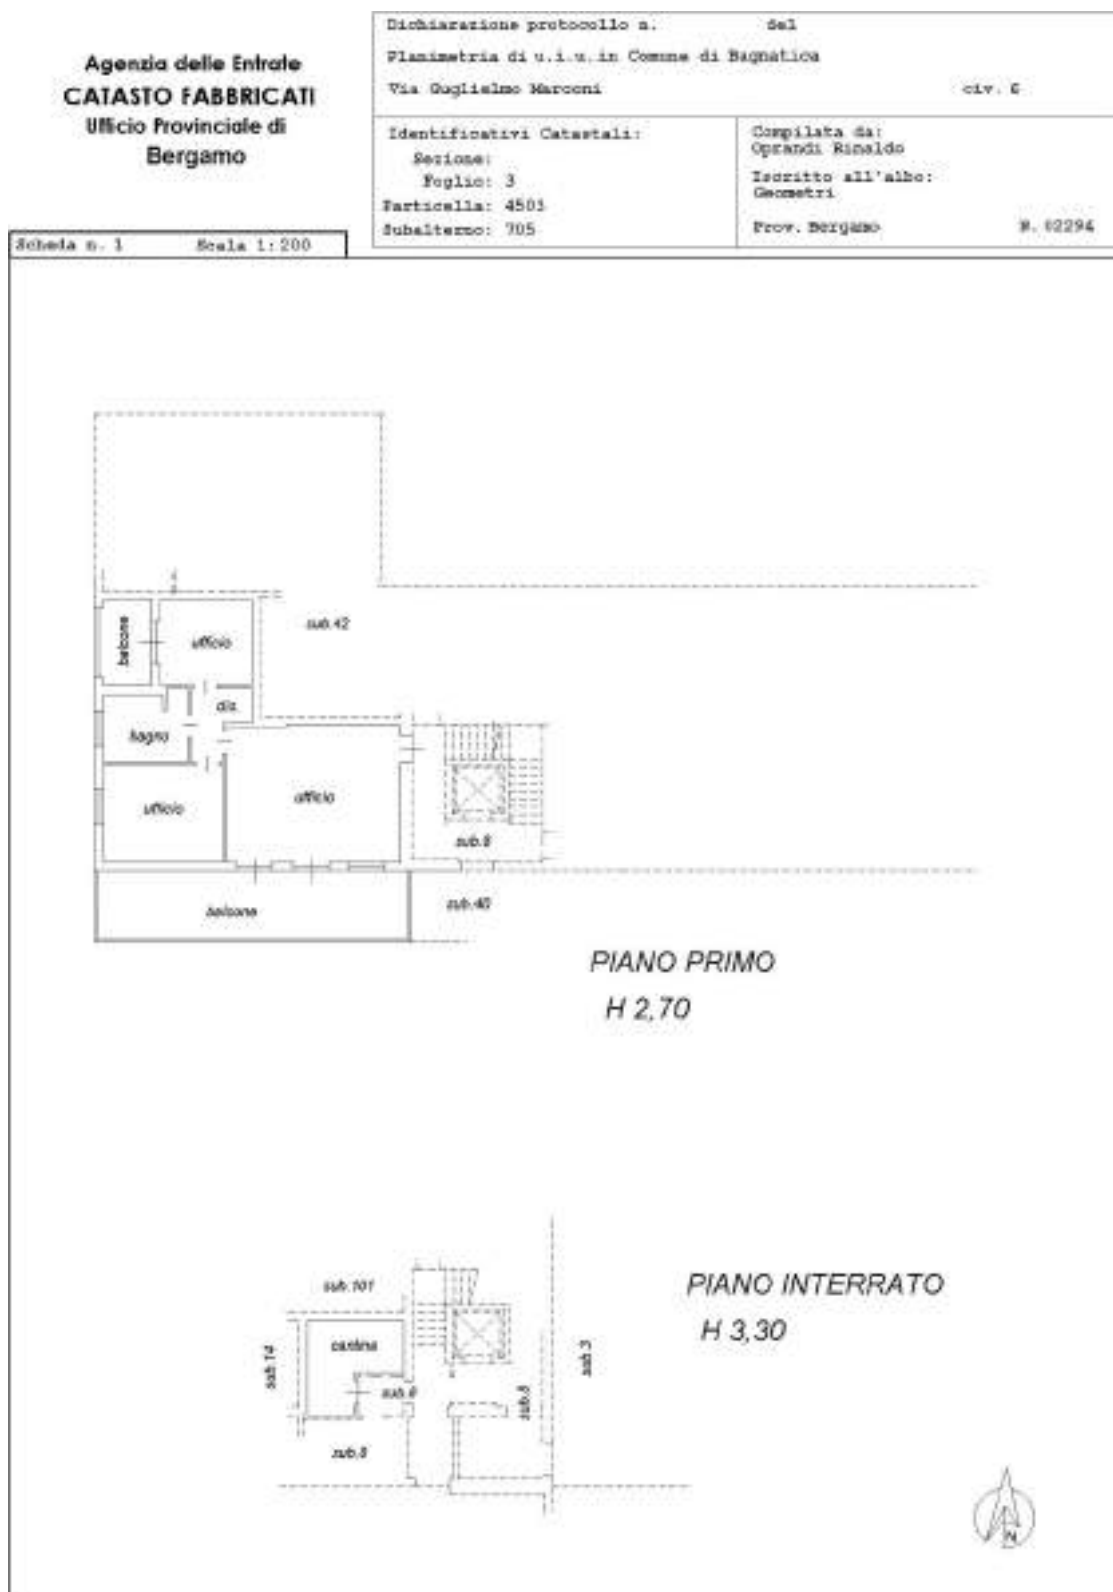 Agenzia delle Entrate
CATASTO FABBRICATI
Ufficio Provinciale di
Bergamo
Dichiarazione protocollo n. del
Planimetria di u.i.u. in Comune di Bagnatica
Via Guglielmo Marconi civ. 6
Identificativi Catastali:
Sezione:
Foglio: 3
Particella: 4503
Subalterno: 705
Compilata da:
Oprandi Rinaldo
Iscritto all'albo:
Geometri
Prov. Bergamo N. 02294
Scheda n. 1 Scala 1:200
sub.42
balcone
ufficio
dis.
bagno
ufficio
ufficio
sub.8
balcone
sub.40
PIANO PRIMO
H 2,70
sub.101
PIANO INTERRATO
H 3,30
cantina
sub.14
sub.3
sub.8
sub.8
N